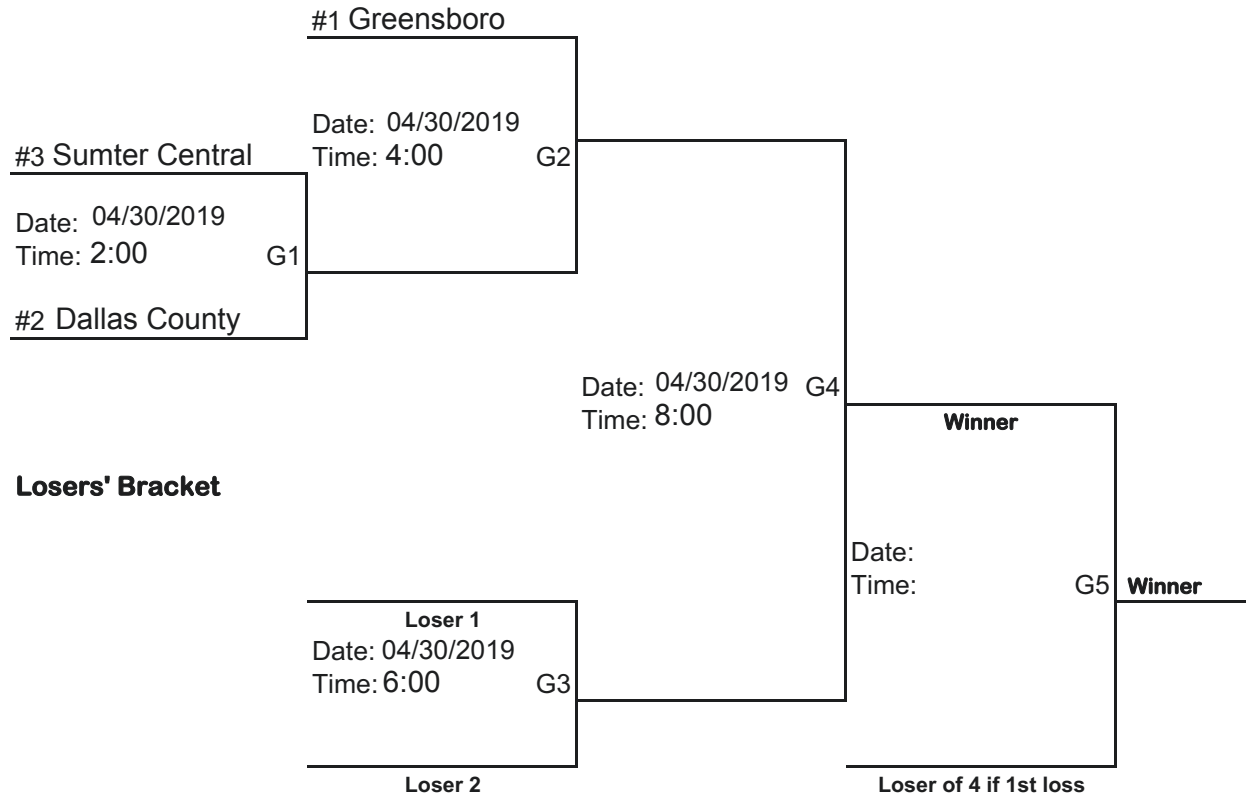 #1 Greensboro
Date: 04/30/2019
Time: 4:00 G2
#3 Sumter Central
Date: 04/30/2019
Time: 2:00 G1
#2 Dallas County
Date: 04/30/2019 G4
Time: 8:00
Winner
Losers' Bracket
Date:
Time: G5 Winner
Loser 1
Date: 04/30/2019
Time: 6:00 G3
Loser 2
Loser of 4 if 1st loss